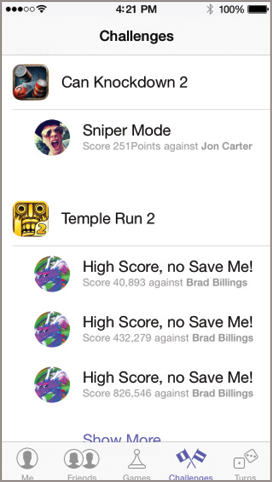 4:21 PM 100%
Challenges
Can Knockdown 2
Sniper Mode
Score 251Points against Jon Carter
Temple Run 2
2
High Score, no Save Me!
Score 40,893 against Brad Billings
High Score, no Save Me!
Score 432,279 against Brad Billings
High Score, no Save Me!
Score 826,546 against Brad Billings
Show More
Me Friends Games Challenges Turns